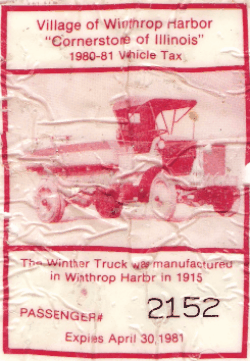 Village of Winthrop Harbor
"Cornerstone of Illinois"
1980-81 Vehicle Tax
The Winther Truck was manufactured
in Winthrop Harbor in 1915
PASSENGER# 2152
Expires April 30,1981